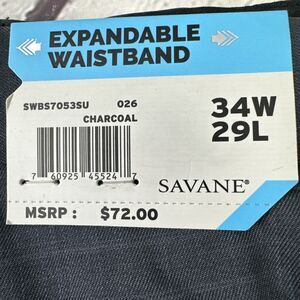 EXPANDABLE
WAISTBAND
SWBS7053SU 026
CHARCOAL
34W
29L
7 60925 45524 7
SAVANE®
MSRP : $72.00